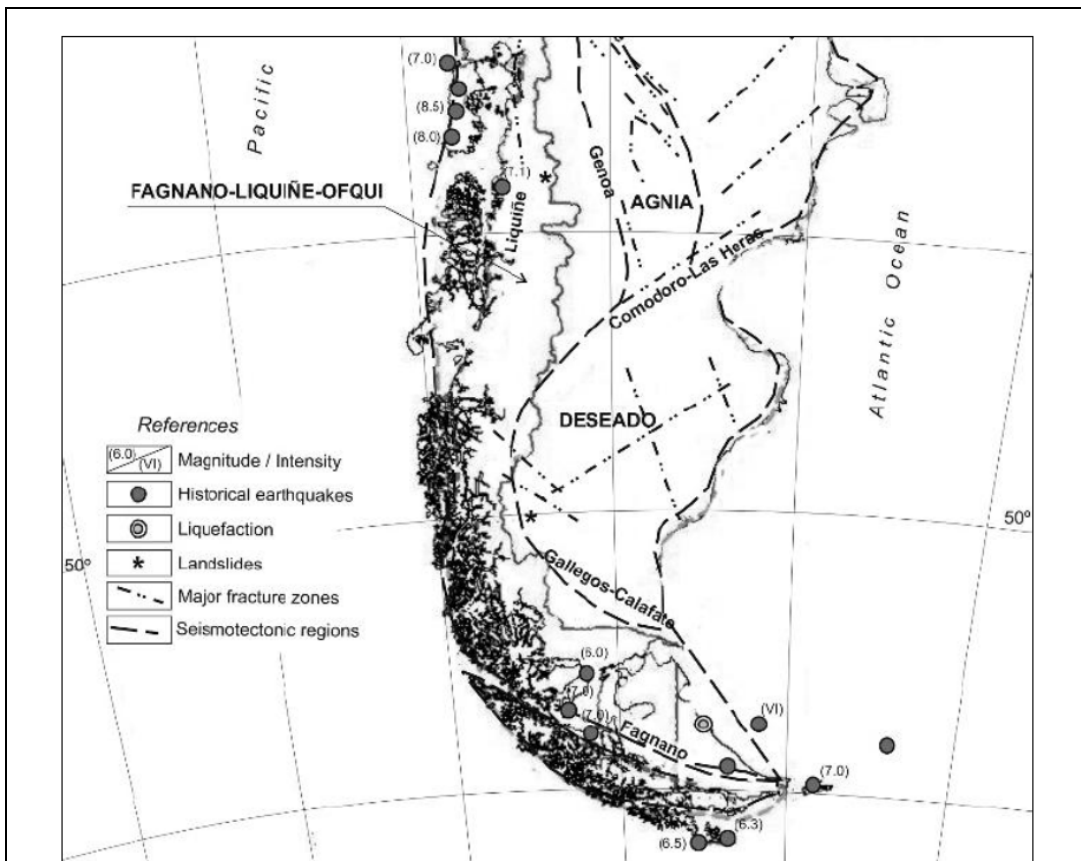 (7.0)
(8.5)
(8.0)
Pacific
(7.1)
FAGNANO-LIQUIÑE-OFQUI
Liquiñe
Genoa
AGNIA
Comodoro-Las Heras
Atlantic Ocean
DESEADO
References
(6.0) (VI) Magnitude / Intensity
Historical earthquakes
Liquefaction
* Landslides
Major fracture zones
Seismotectonic regions
50º
50º
Gallegos-Calafate
(6.0)
(7.0)
(7.0)
Fagnano
(VI)
(7.0)
(6.3)
(6.5)